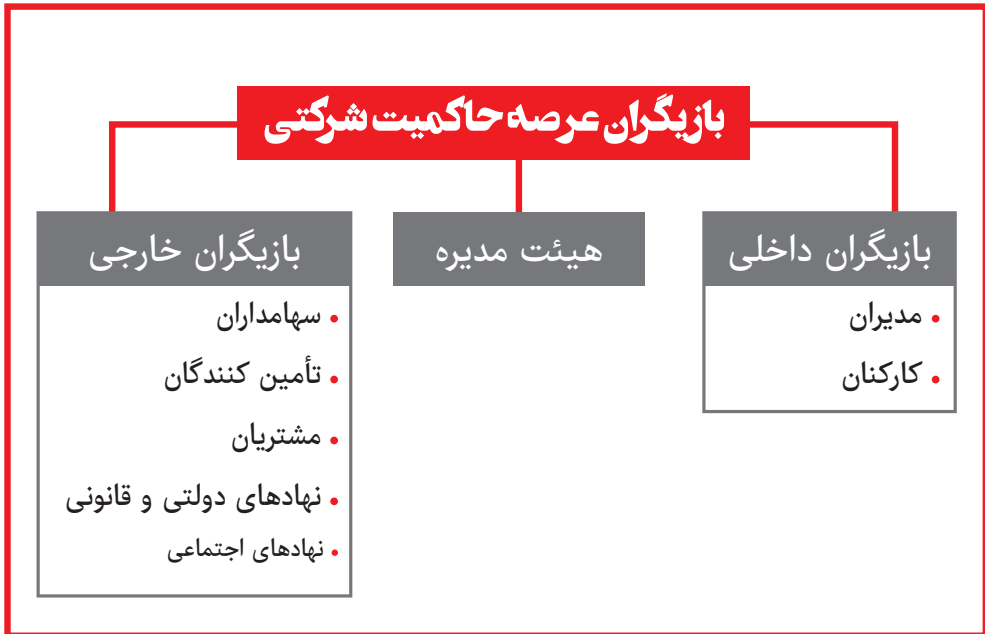 بازیگران عرصه حاکمیت شرکتی
بازیگران داخلی
• مدیران
• کارکنان
هیئت مدیره
بازیگران خارجی
• سهامداران
• تأمین کنندگان
• مشتریان
• نهادهای دولتی و قانونی
• نهادهای اجتماعی